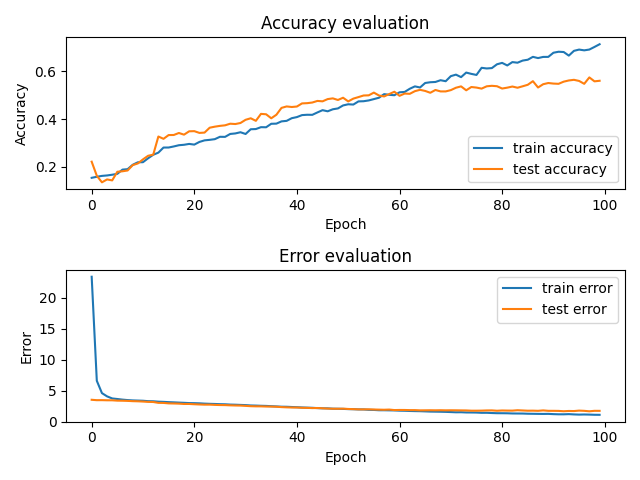 Accuracy evaluation
Accuracy
0.6
0.4
0.2
train accuracy
test accuracy
0 20 40 60 80 100
Epoch
Error evaluation
Error
20
15
10
5
0
train error
test error
0 20 40 60 80 100
Epoch